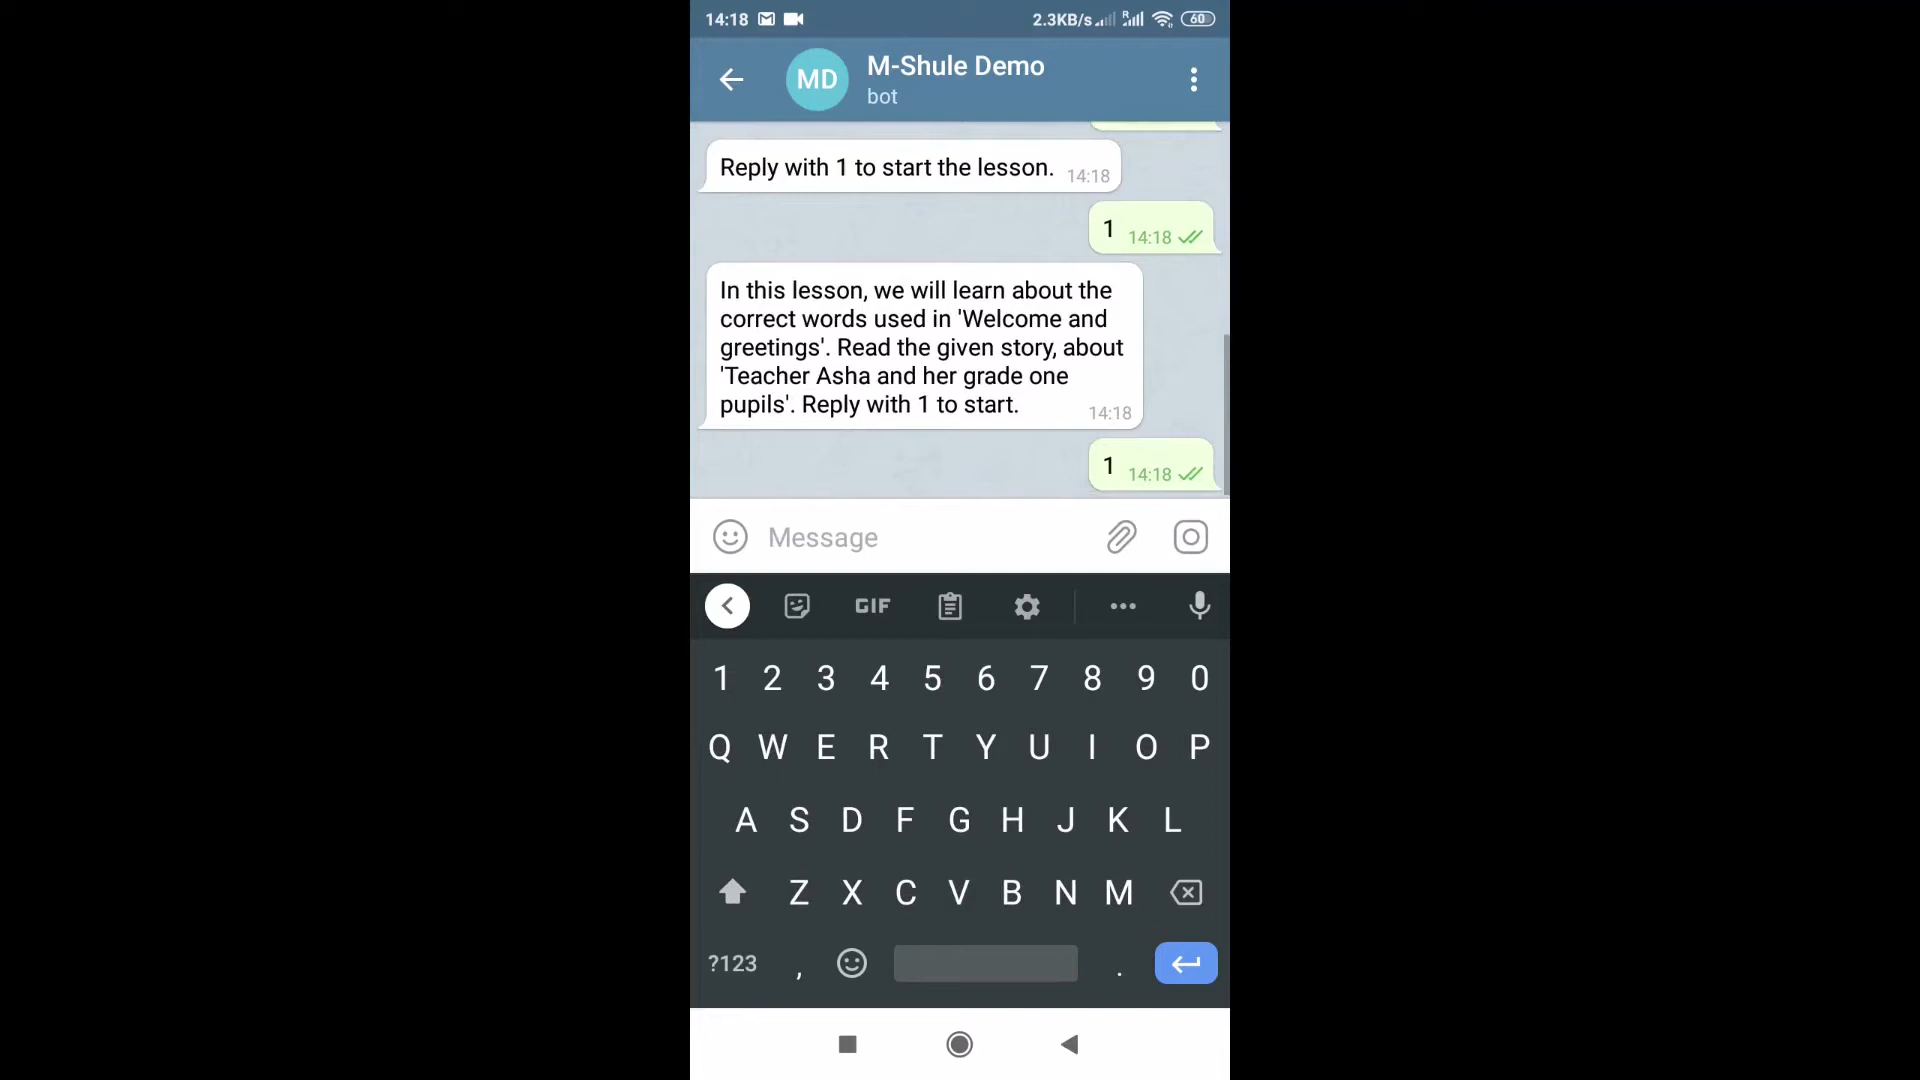 14:18 2.3KB/s R 60
MD M-Shule Demo
bot
Reply with 1 to start the lesson. 14:18
1 14:18
In this lesson, we will learn about the
correct words used in 'Welcome and
greetings'. Read the given story, about
'Teacher Asha and her grade one
pupils'. Reply with 1 to start. 14:18
1 14:18
Message
GIF
1 2 3 4 5 6 7 8 9 0
Q W E R T Y U I O P
A S D F G H J K L
Z X C V B N M
?123 , .